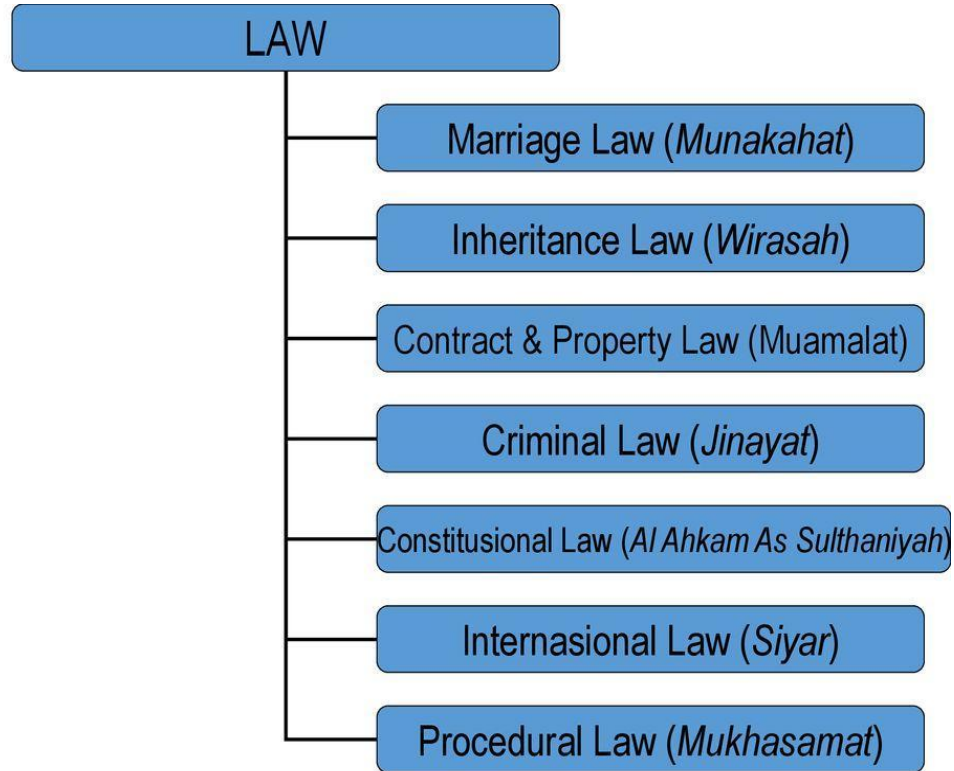 LAW
Marriage Law (Munakahat)
Inheritance Law (Wirasah)
Contract & Property Law (Muamalat)
Criminal Law (Jinayat)
Constitusional Law (Al Ahkam As Sulthaniyah)
Internasional Law (Siyar)
Procedural Law (Mukhasamat)